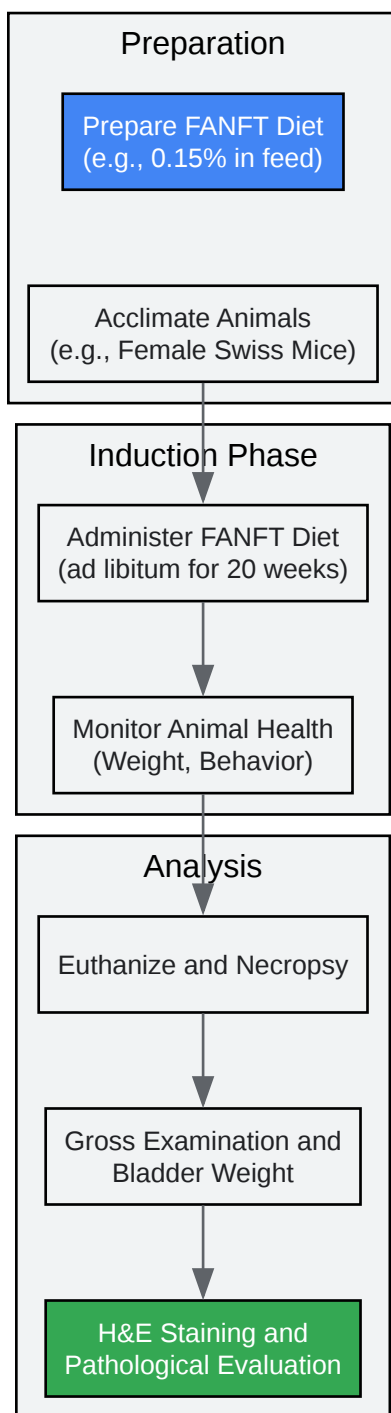 Preparation
Prepare FANFT Diet
(e.g., 0.15% in feed)
Acclimate Animals
(e.g., Female Swiss Mice)
Induction Phase
Administer FANFT Diet
(ad libitum for 20 weeks)
Monitor Animal Health
(Weight, Behavior)
Analysis
Euthanize and Necropsy
Gross Examination and
Bladder Weight
H&E Staining and
Pathological Evaluation